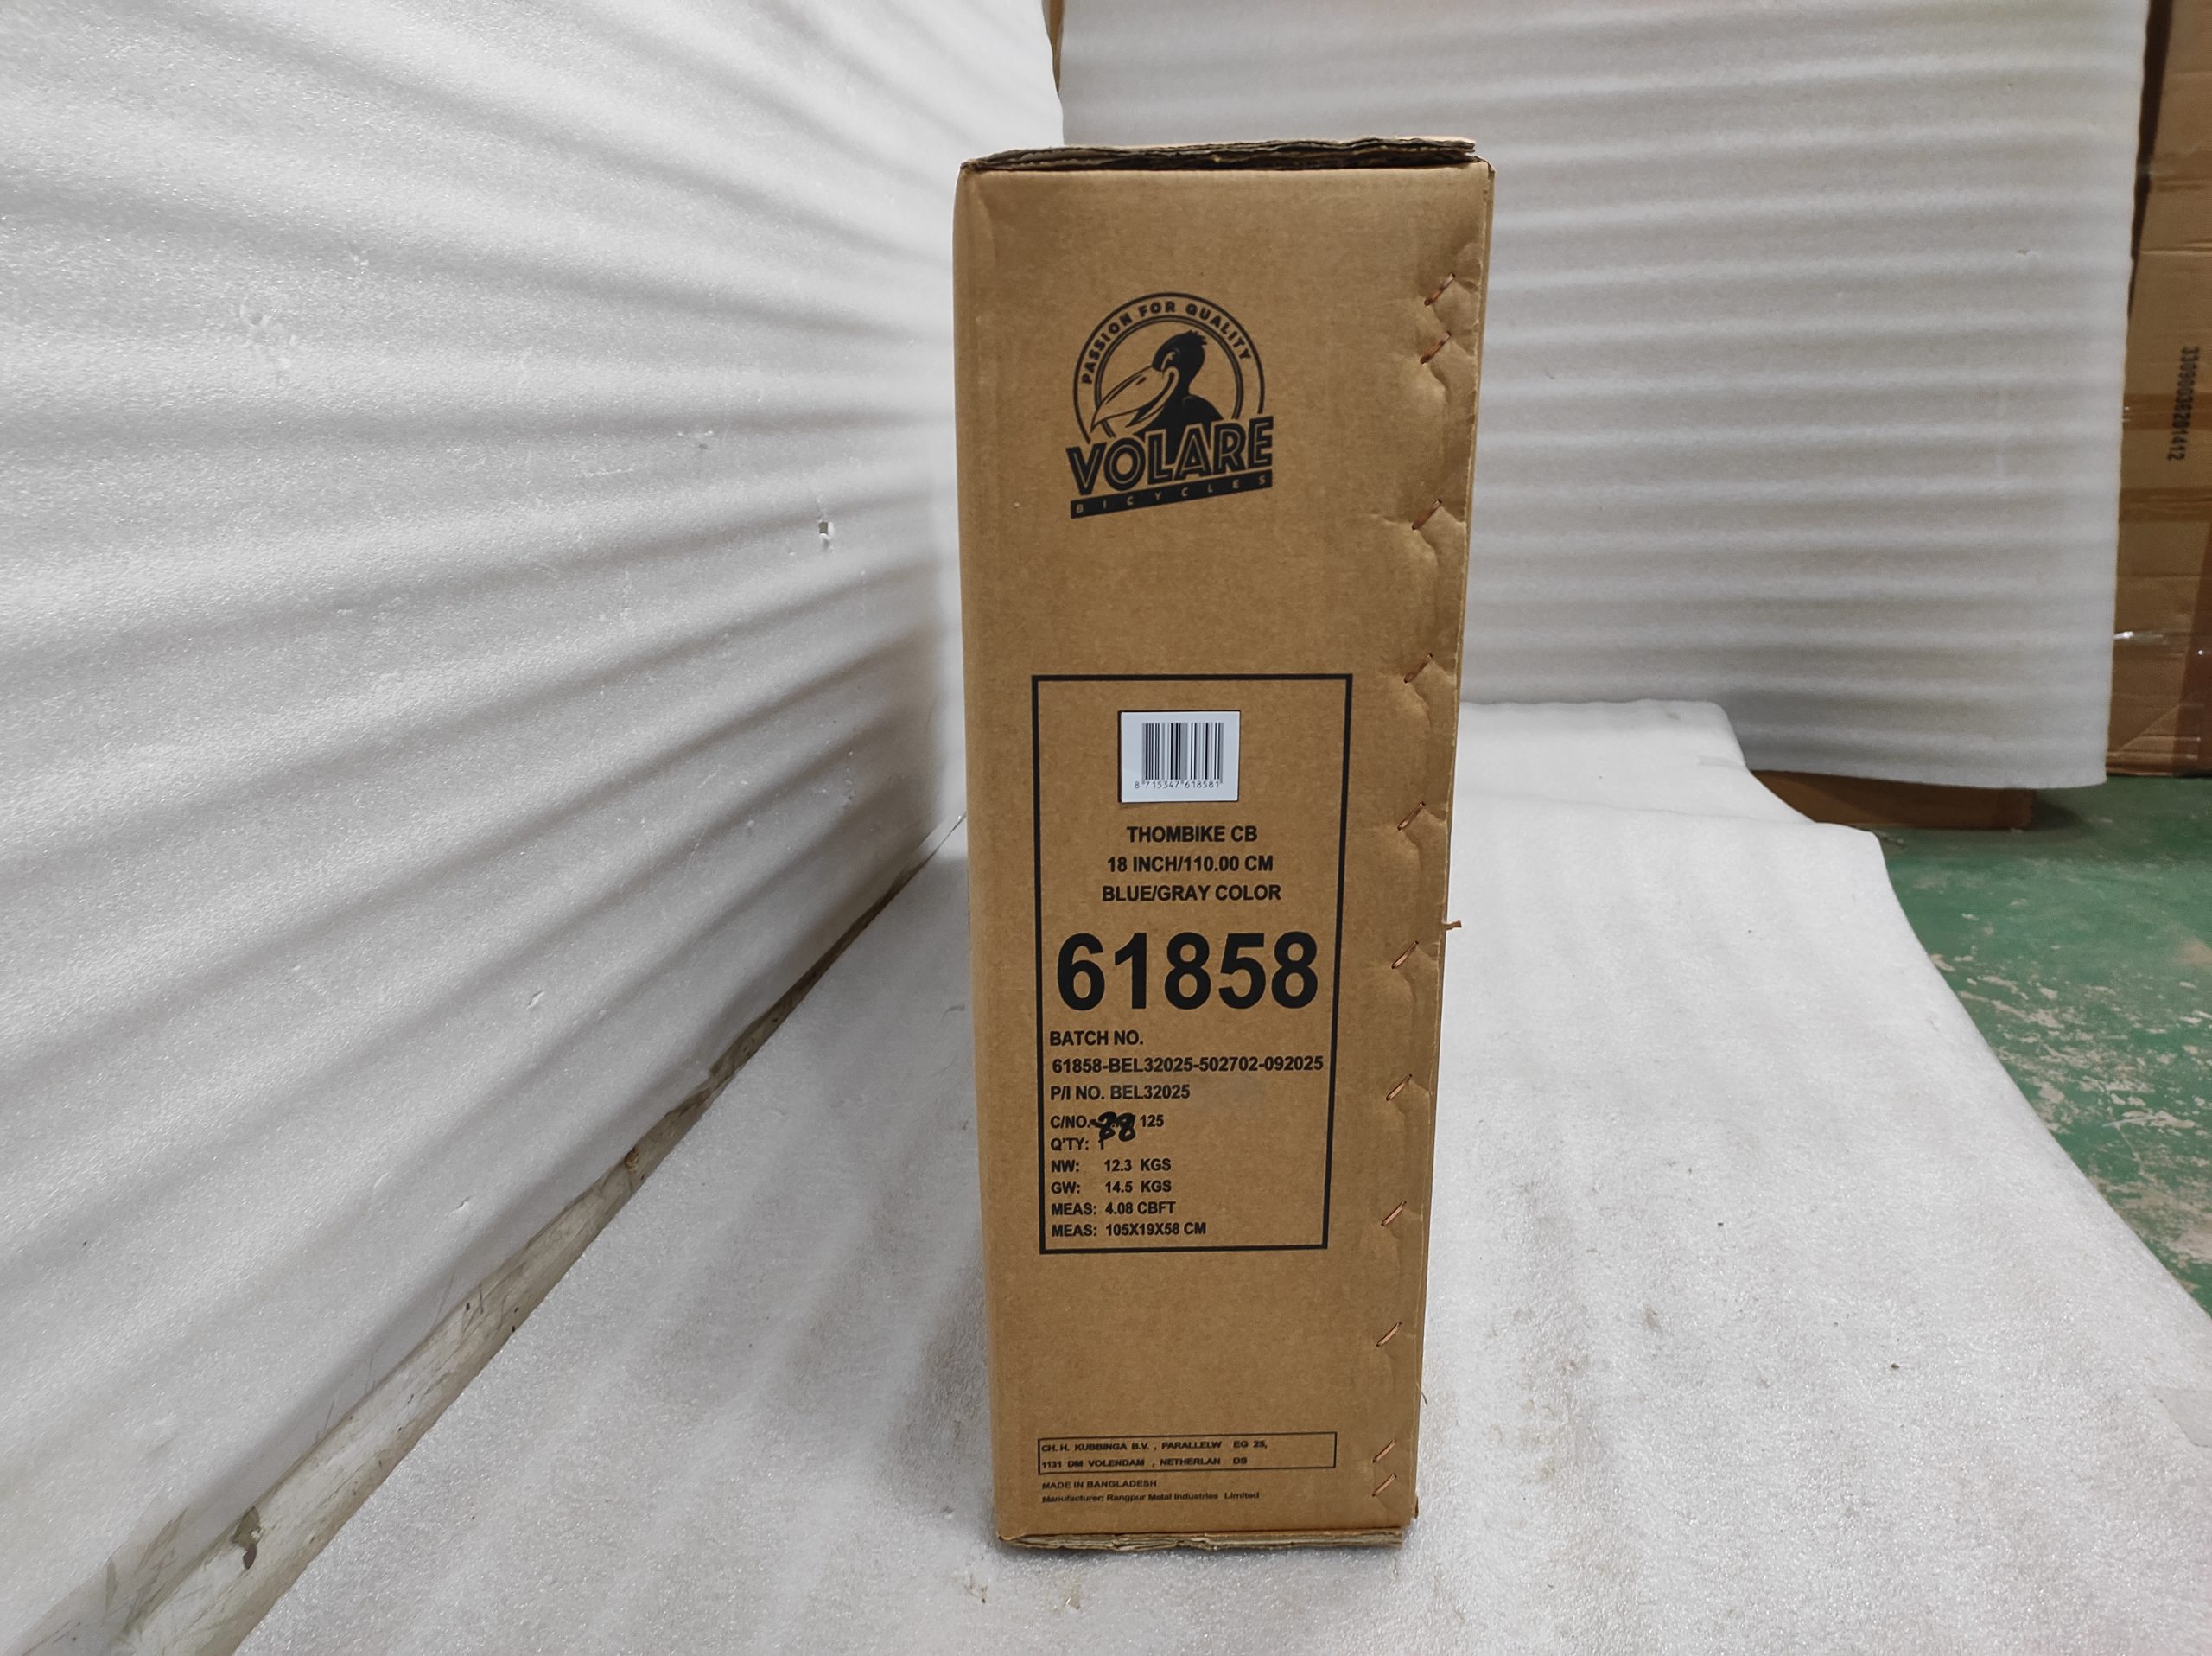 PASSION FOR QUALITY
VOLARE
BICYCLES
8 715347 618581
THOMBIKE CB
18 INCH/110.00 CM
BLUE/GRAY COLOR
61858
BATCH NO.
61858-BEL32025-502702-092025
P/I NO. BEL32025
C/NO. 88 125
Q'TY: 1
NW: 12.3 KGS
GW: 14.5 KGS
MEAS: 4.08 CBFT
MEAS: 105X19X58 CM
CH. H. KUBBINGA B.V. , PARALLELW EG 25,
1131 DM VOLENDAM , NETHERLAN DS
MADE IN BANGLADESH
Manufacturer: Rangpur Metal Industries Limited